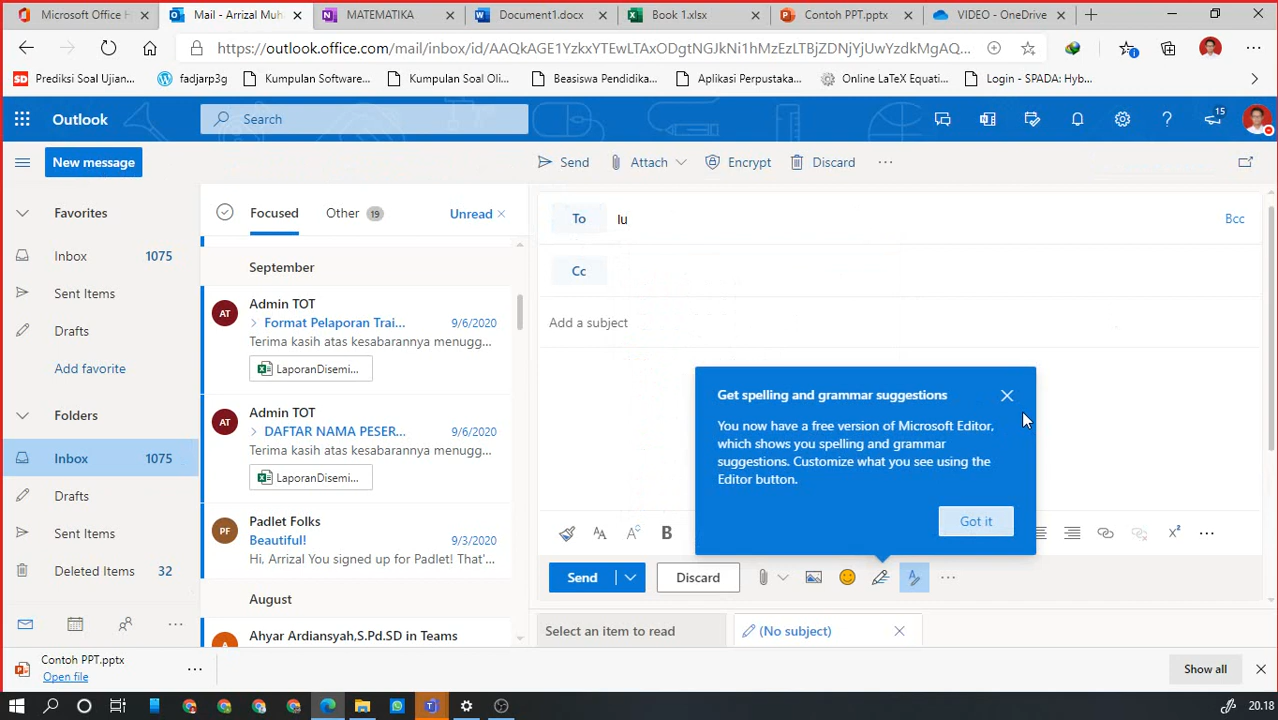 Microsoft Office H
Mail - Arrizal Muh
MATEMATIKA
Document1.docx
Book 1.xlsx
Contoh PPT.pptx
VIDEO - OneDrive
https://outlook.office.com/mail/inbox/id/AAQkAGE1YzkxYTEwLTAxODgtNGJkNi1hMzEzLTBjZDNjYjUwYzdkMgAQ...
SD Prediksi Soal Ujian...
fadjarp3g
Kumpulan Software...
Kumpulan Soal Oli...
Beasiswa Pendidika...
Aplikasi Perpustaka...
Online LaTeX Equati...
Login - SPADA: Hyb...
Outlook
Search
15
New message
Send
Attach
Encrypt
Discard
Favorites
Inbox 1075
Sent Items
Drafts
Add favorite
Folders
Inbox 1075
Drafts
Sent Items
Deleted Items 32
Focused
Other 19
Unread
September
AT
Admin TOT
Format Pelaporan Trai... 9/6/2020
Terima kasih atas kesabarannya menugg...
LaporanDisemi...
AT
Admin TOT
DAFTAR NAMA PESER... 9/6/2020
Terima kasih atas kesabarannya menugg...
LaporanDisemi...
PF
Padlet Folks
Beautiful! 9/3/2020
Hi, Arrizal You signed up for Padlet! That'...
August
AA
Ahyar Ardiansyah,S.Pd.SD in Teams
To lu
Bcc
Cc
Add a subject
Get spelling and grammar suggestions
You now have a free version of Microsoft Editor,
which shows you spelling and grammar
suggestions. Customize what you see using the
Editor button.
Got it
B
Send
Discard
Select an item to read
(No subject)
Contoh PPT.pptx
Open file
Show all
20.18